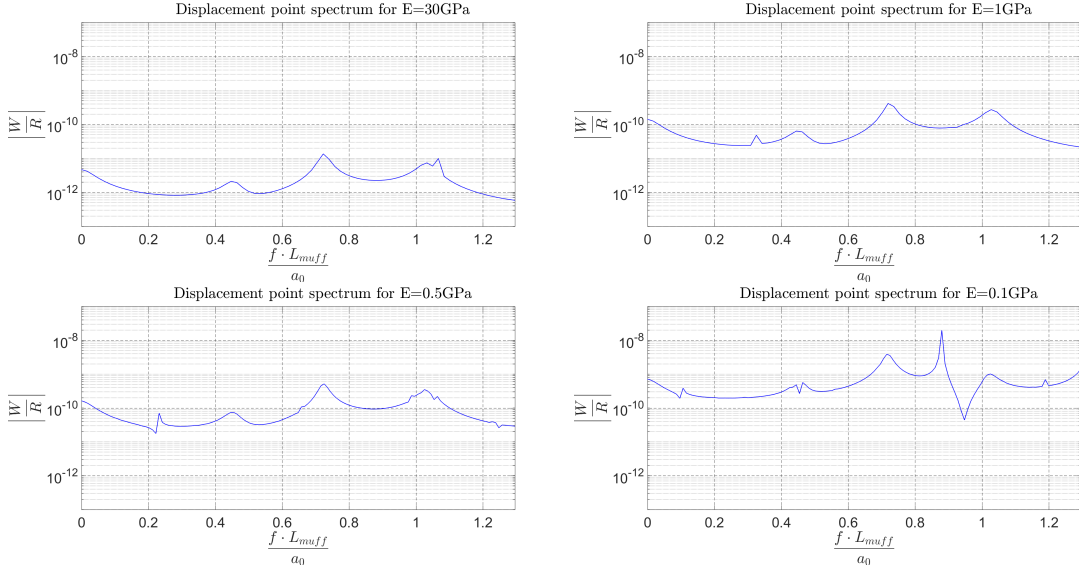 Displacement point spectrum for E=30GPa
10^-8
10^-10
10^-12
|W/R|
0 0.2 0.4 0.6 0.8 1 1.2
f · L_muff
a_0
Displacement point spectrum for E=1GPa
10^-8
10^-10
10^-12
|W/R|
0 0.2 0.4 0.6 0.8 1 1.2
f · L_muff
a_0
Displacement point spectrum for E=0.5GPa
10^-8
10^-10
10^-12
|W/R|
0 0.2 0.4 0.6 0.8 1 1.2
f · L_muff
a_0
Displacement point spectrum for E=0.1GPa
10^-8
10^-10
10^-12
|W/R|
0 0.2 0.4 0.6 0.8 1 1.2
f · L_muff
a_0